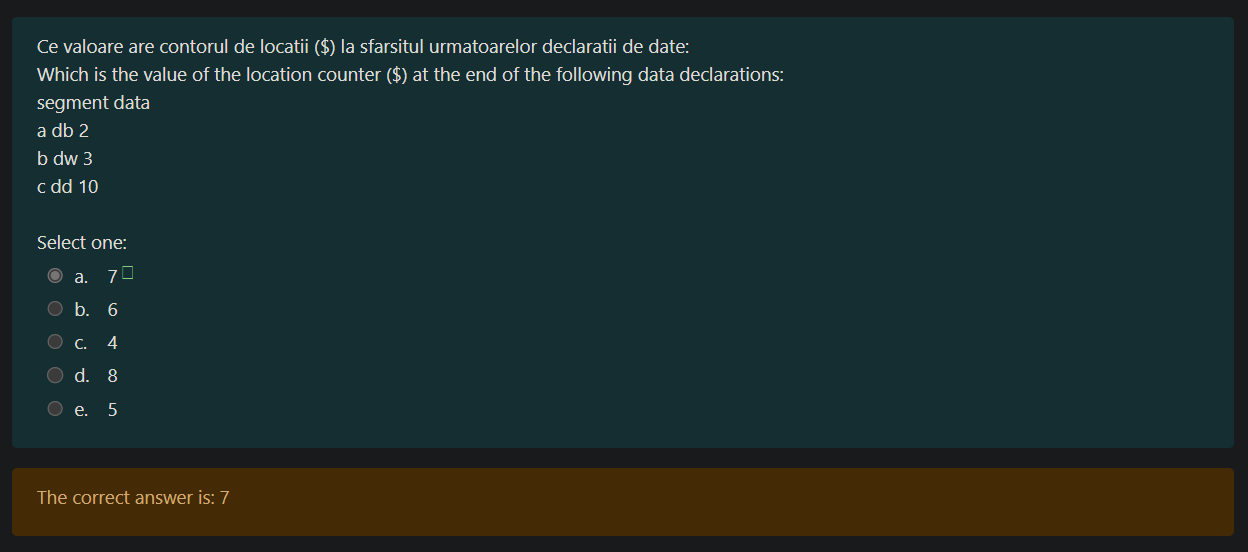 Ce valoare are contorul de locatii ($) la sfarsitul urmatoarelor declaratii de date:
Which is the value of the location counter ($) at the end of the following data declarations:
segment data
a db 2
b dw 3
c dd 10
Select one:
a. 7
b. 6
c. 4
d. 8
e. 5
The correct answer is: 7